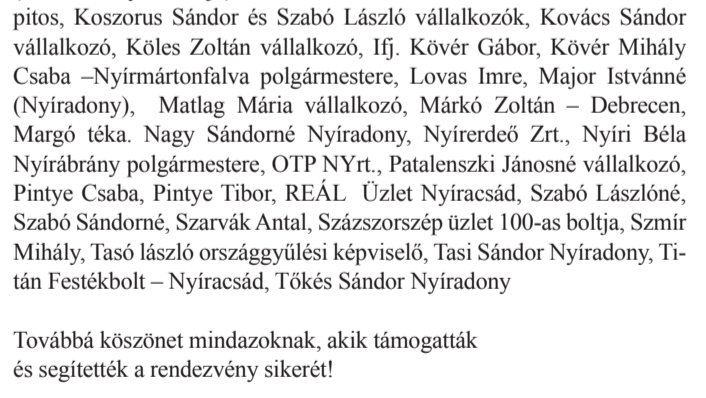 pitos, Koszorus Sándor és Szabó László vállalkozók, Kovács Sándor
vállalkozó, Köles Zoltán vállalkozó, Ifj. Kövér Gábor, Kövér Mihály
Csaba –Nyírmártonfalva polgármestere, Lovas Imre, Major Istvánné
(Nyíradony), Matlag Mária vállalkozó, Márkó Zoltán – Debrecen,
Margó téka. Nagy Sándorné Nyíradony, Nyírerdeő Zrt., Nyíri Béla
Nyírábrány polgármestere, OTP NYrt., Patalenszki Jánosné vállalkozó,
Pintye Csaba, Pintye Tibor, REÁL Üzlet Nyíracsád, Szabó Lászlóné,
Szabó Sándorné, Szarvák Antal, Százszorszép üzlet 100-as boltja, Szmír
Mihály, Tasó lászló országgyűlési képviselő, Tasi Sándor Nyíradony, Ti-
tán Festékbolt – Nyíracsád, Tőkés Sándor Nyíradony
Továbbá köszönet mindazoknak, akik támogatták
és segítették a rendezvény sikerét!